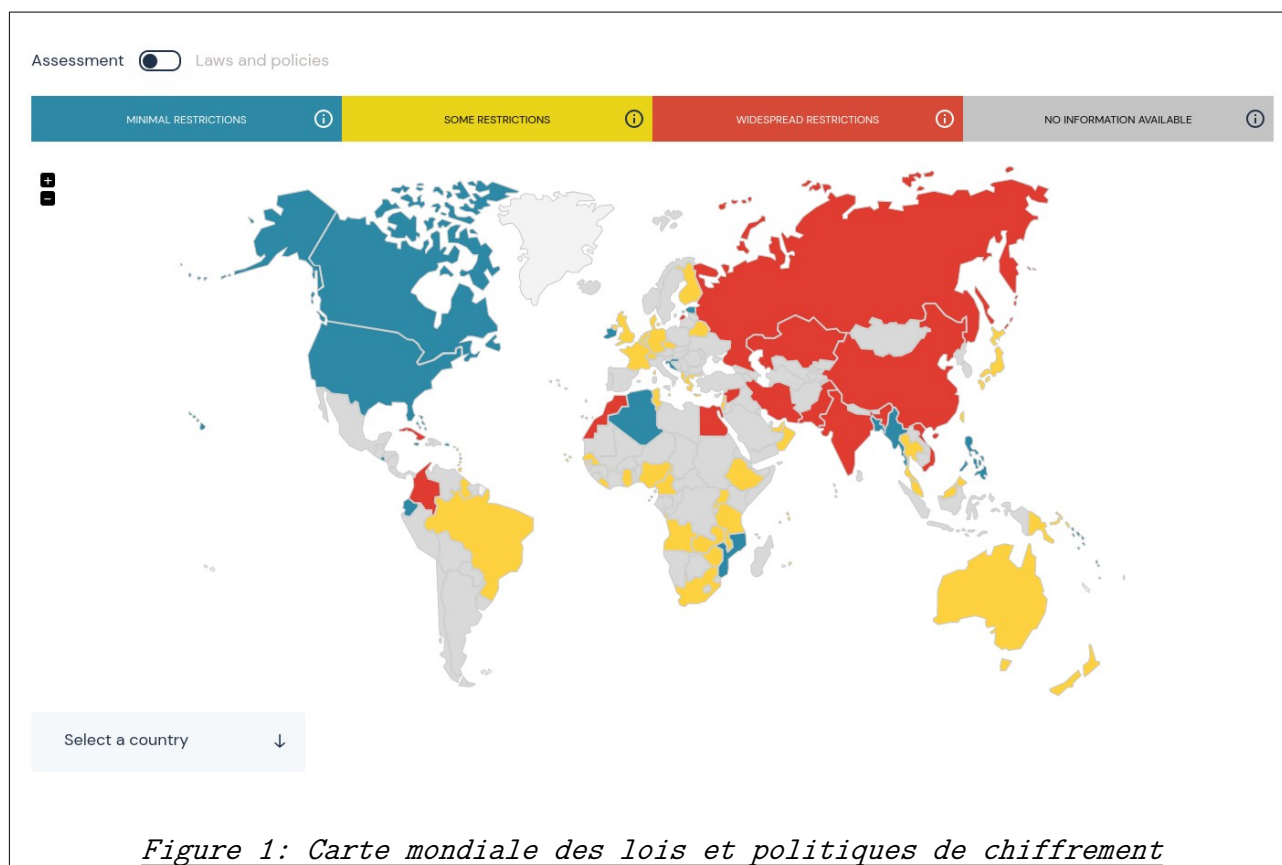 Assessment Laws and policies
MINIMAL RESTRICTIONS SOME RESTRICTIONS WIDESPREAD RESTRICTIONS NO INFORMATION AVAILABLE
+
−
Select a country ↓
Figure 1: Carte mondiale des lois et politiques de chiffrement